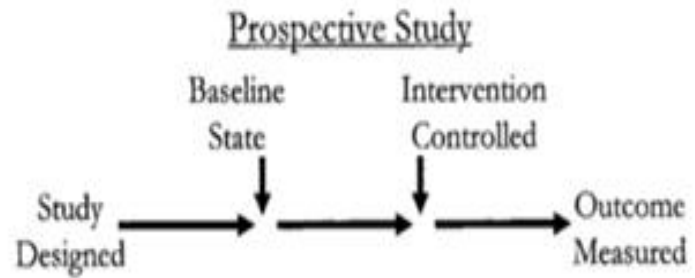 Prospective Study
Baseline
State
Intervention
Controlled
Study
Designed
Outcome
Measured